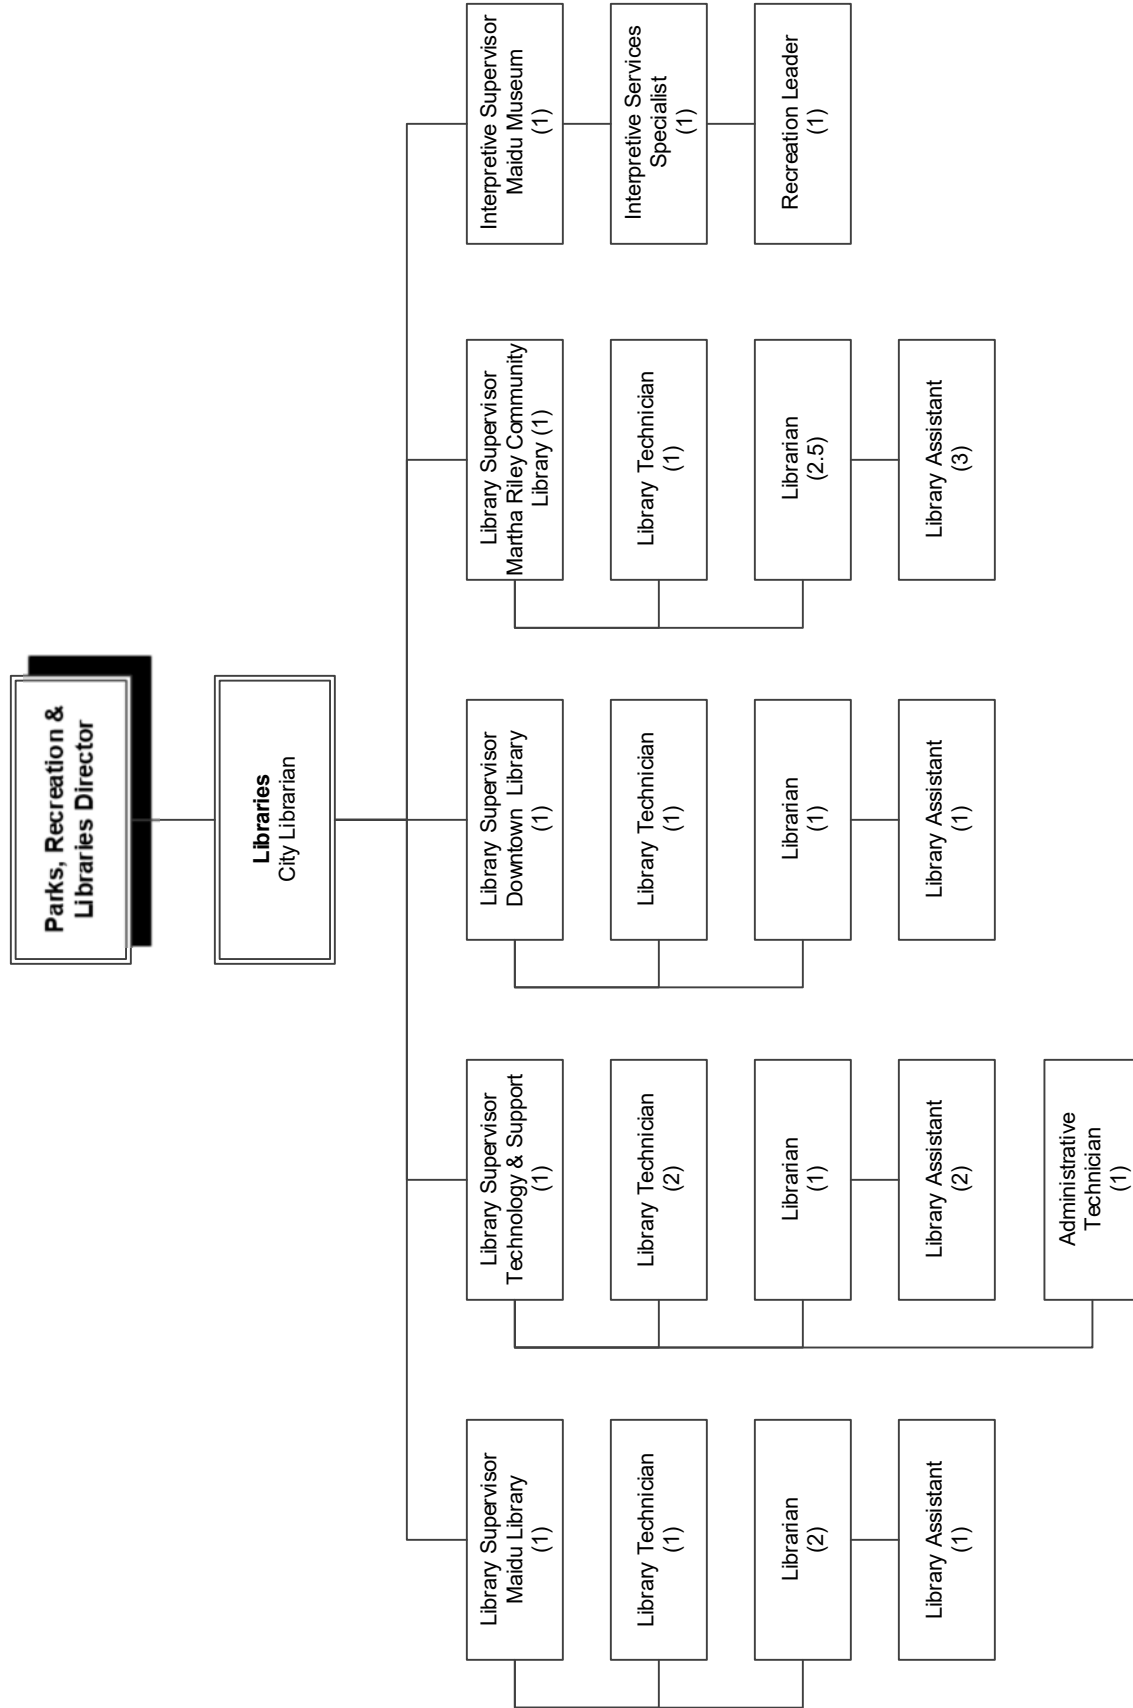 Parks, Recreation &
Libraries Director
Libraries
City Librarian
Library Supervisor
Maidu Library
(1)
Library Technician
(1)
Librarian
(2)
Library Assistant
(1)
Library Supervisor
Technology & Support
(1)
Library Technician
(2)
Librarian
(1)
Library Assistant
(2)
Administrative
Technician
(1)
Library Supervisor
Downtown Library
(1)
Library Technician
(1)
Librarian
(1)
Library Assistant
(1)
Library Supervisor
Martha Riley Community
Library (1)
Library Technician
(1)
Librarian
(2.5)
Library Assistant
(3)
Interpretive Supervisor
Maidu Museum
(1)
Interpretive Services
Specialist
(1)
Recreation Leader
(1)